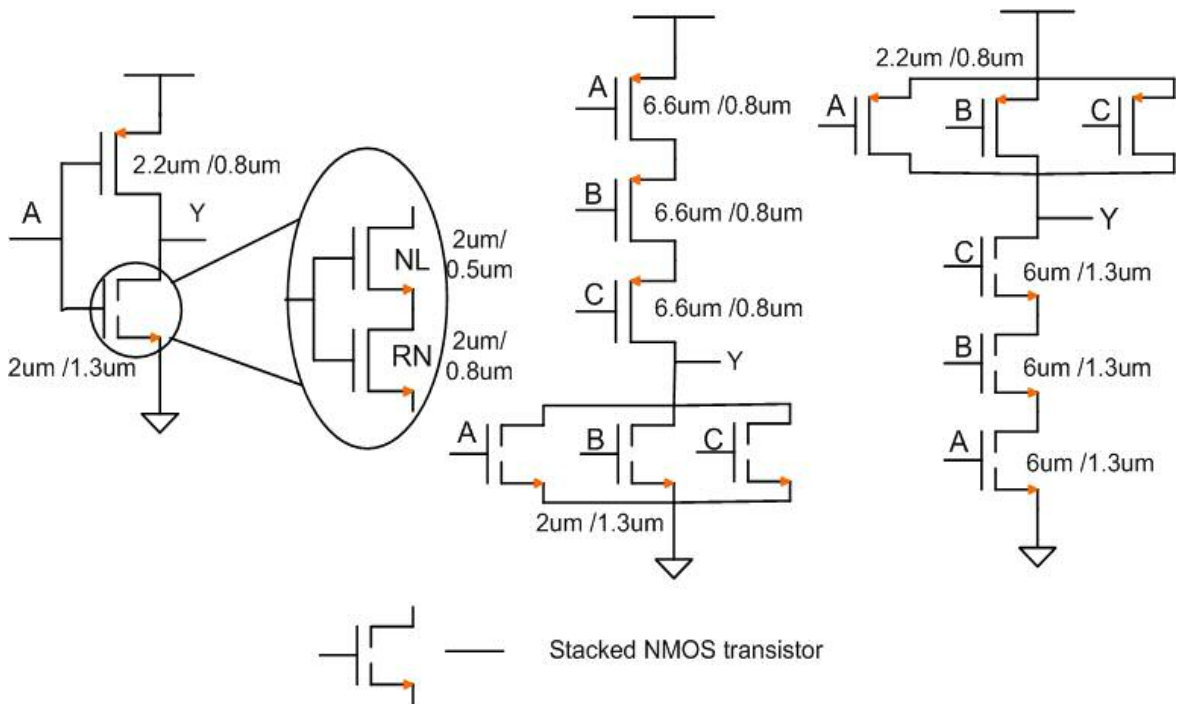 A
2.2um /0.8um
Y
2um /1.3um
NL
2um/
0.5um
RN
2um/
0.8um
A
6.6um /0.8um
B
6.6um /0.8um
C
6.6um /0.8um
Y
A
B
C
2um /1.3um
2.2um /0.8um
A
B
C
Y
C
6um /1.3um
B
6um /1.3um
A
6um /1.3um
Stacked NMOS transistor